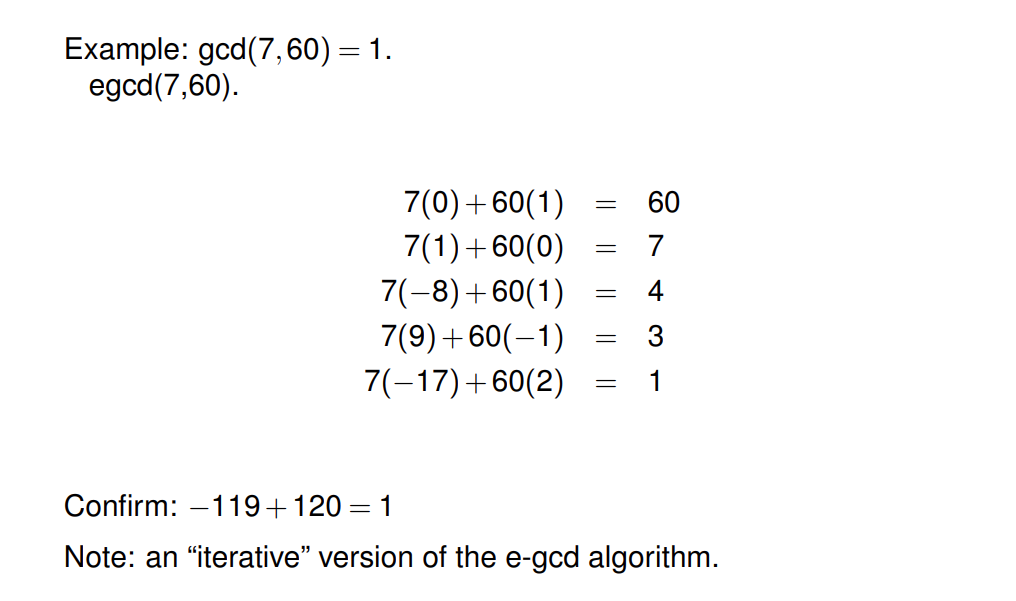 Example: gcd(7,60) = 1.
egcd(7,60).
7(0)+60(1) = 60
7(1)+60(0) = 7
7(−8)+60(1) = 4
7(9)+60(−1) = 3
7(−17)+60(2) = 1
Confirm: −119+120 = 1
Note: an “iterative” version of the e-gcd algorithm.